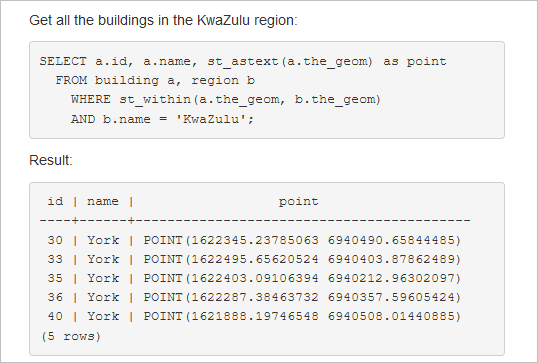 Get all the buildings in the KwaZulu region:
SELECT a.id, a.name, st_astext(a.the_geom) as point
FROM building a, region b
WHERE st_within(a.the_geom, b.the_geom)
AND b.name = 'KwaZulu';
Result:
id | name | point
----+------+------------------------------------------
30 | York | POINT(1622345.23785063 6940490.65844485)
33 | York | POINT(1622495.65620524 6940403.87862489)
35 | York | POINT(1622403.09106394 6940212.96302097)
36 | York | POINT(1622287.38463732 6940357.59605424)
40 | York | POINT(1621888.19746548 6940508.01440885)
(5 rows)